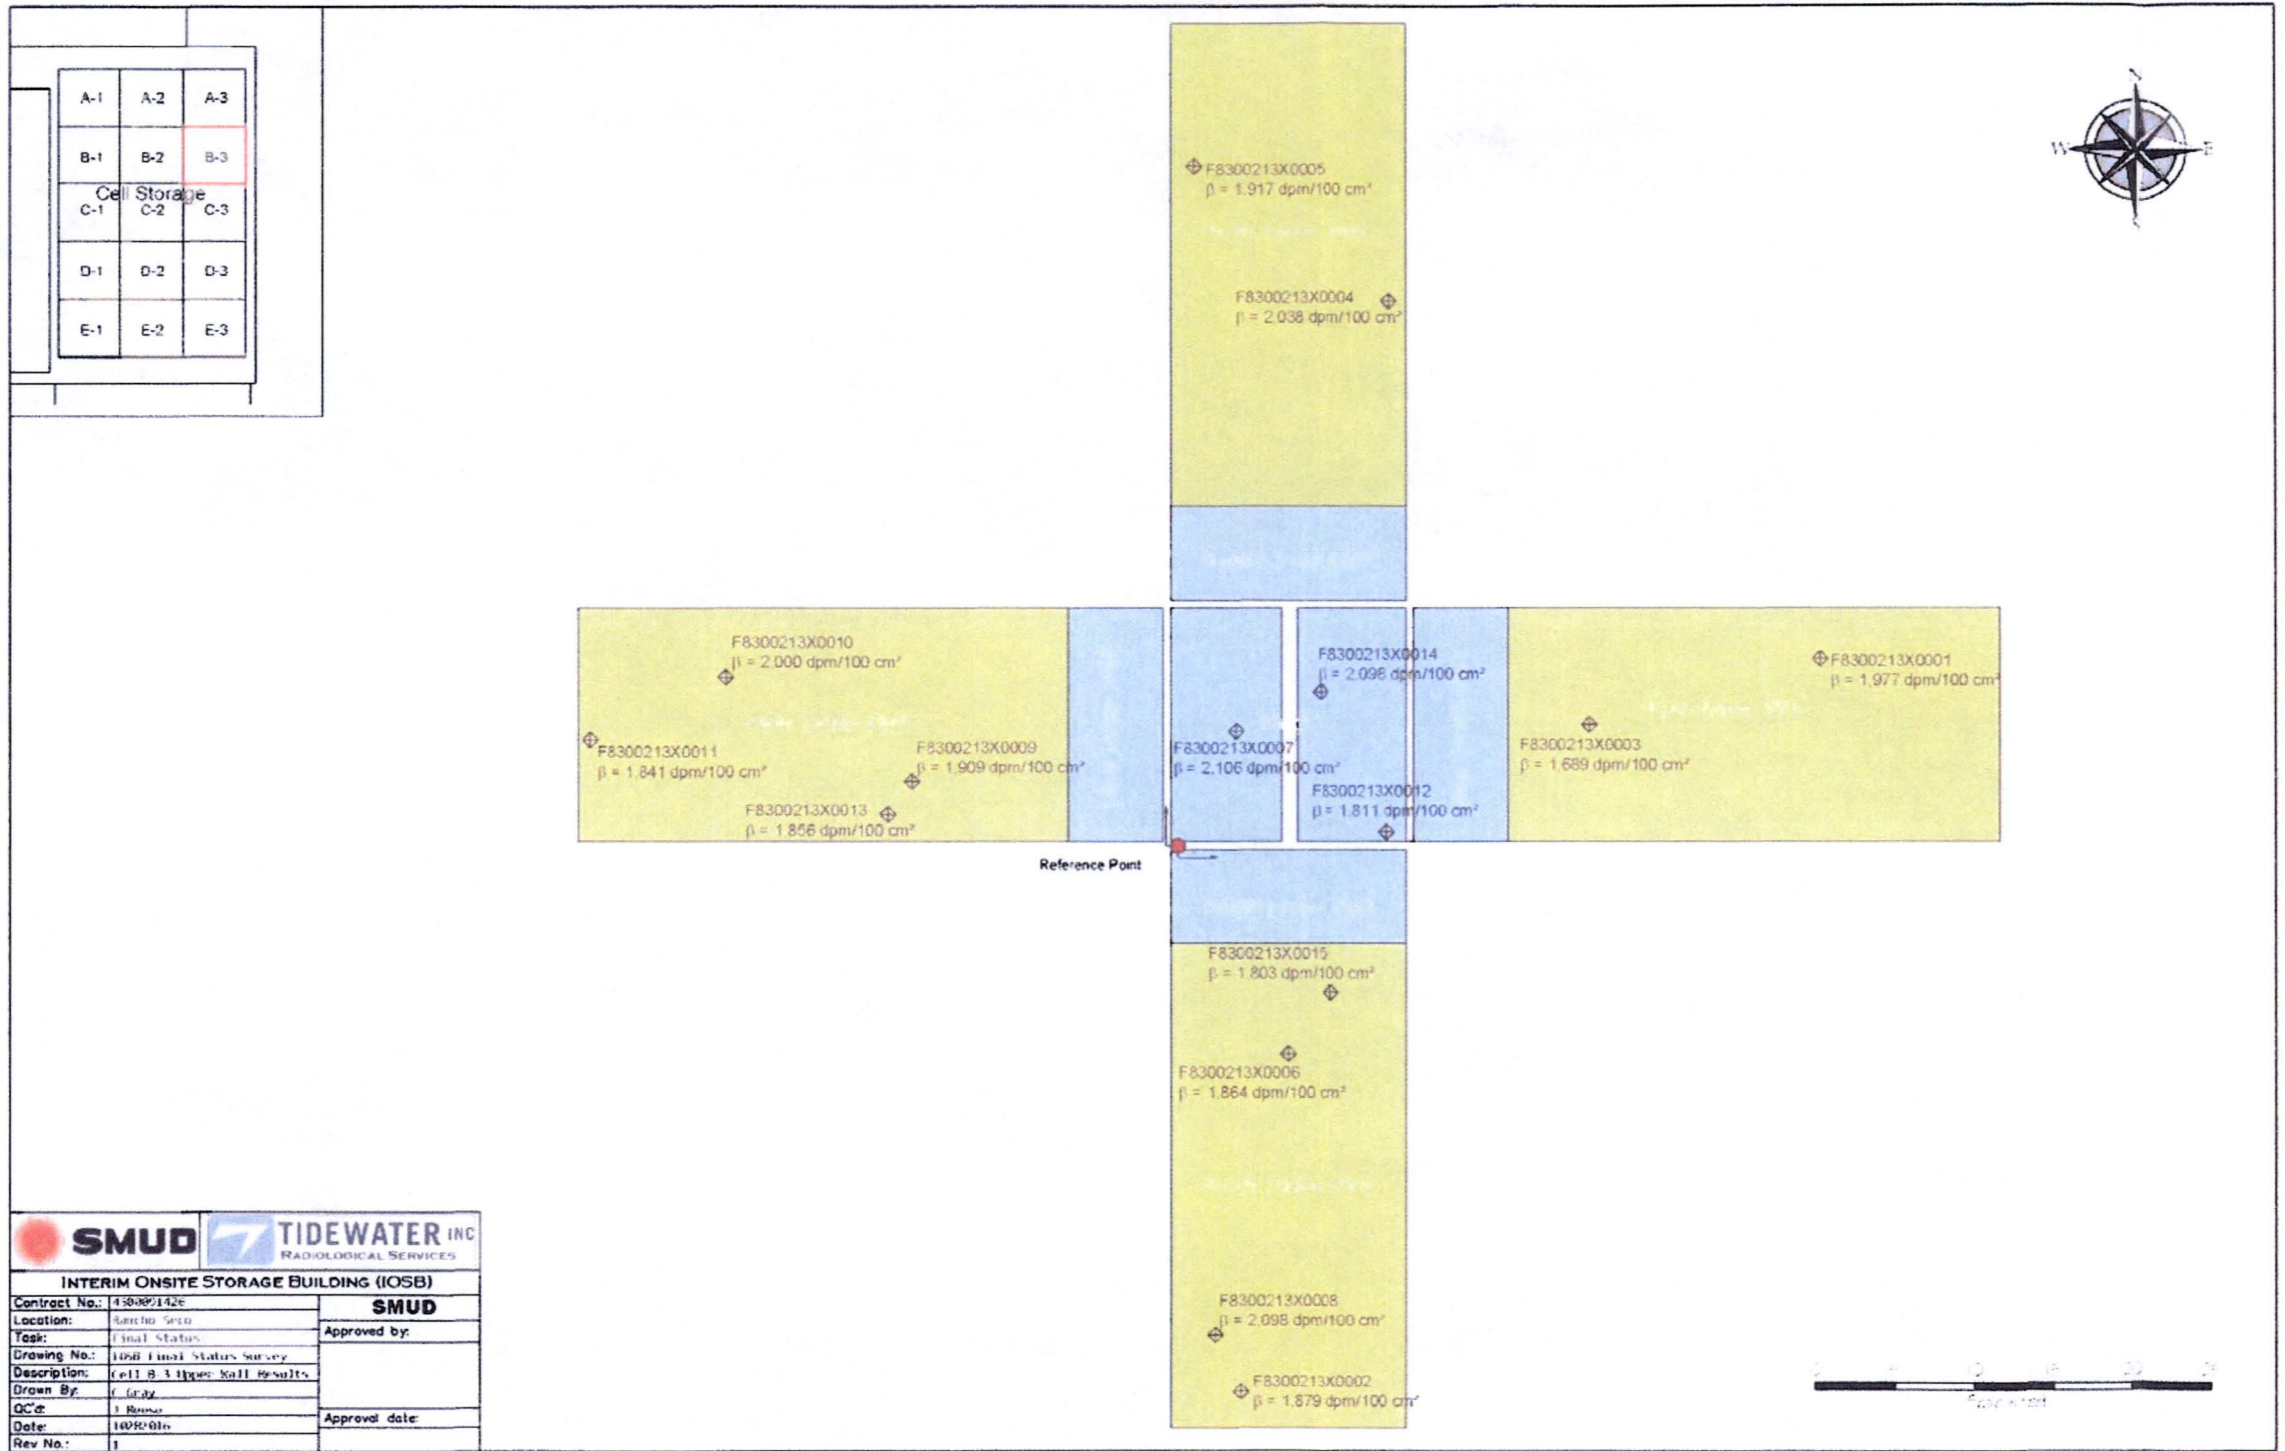 A-1 A-2 A-3
B-1 B-2 B-3
Cell Storage
C-1 C-2 C-3
D-1 D-2 D-3
E-1 E-2 E-3
N
W E
S
F8300213X0005
β = 1,917 dpm/100 cm²
F8300213X0004
β = 2,038 dpm/100 cm²
F8300213X0010
β = 2,000 dpm/100 cm²
F8300213X0011
β = 1,841 dpm/100 cm²
F8300213X0009
β = 1,909 dpm/100 cm²
F8300213X0013
β = 1,856 dpm/100 cm²
F8300213X0014
β = 2,098 dpm/100 cm²
F8300213X0007
β = 2,106 dpm/100 cm²
F8300213X0012
β = 1,811 dpm/100 cm²
F8300213X0001
β = 1,977 dpm/100 cm²
F8300213X0003
β = 1,689 dpm/100 cm²
Reference Point
F8300213X0015
β = 1,803 dpm/100 cm²
F8300213X0006
β = 1,864 dpm/100 cm²
F8300213X0008
β = 2,098 dpm/100 cm²
F8300213X0002
β = 1,879 dpm/100 cm²
SMUD
TIDEWATER INC
RADIOLOGICAL SERVICES
INTERIM ONSITE STORAGE BUILDING (IOSB)
Contract No.:
Location: Rancho Seco
Task: Final Status
Drawing No.: IOSB Final Status Survey
Description: Cell B-3 Upper Wall Results
Drawn By: C Gray
QC'd:
Date:
Rev No.: 1
SMUD
Approved by:
Approval date: